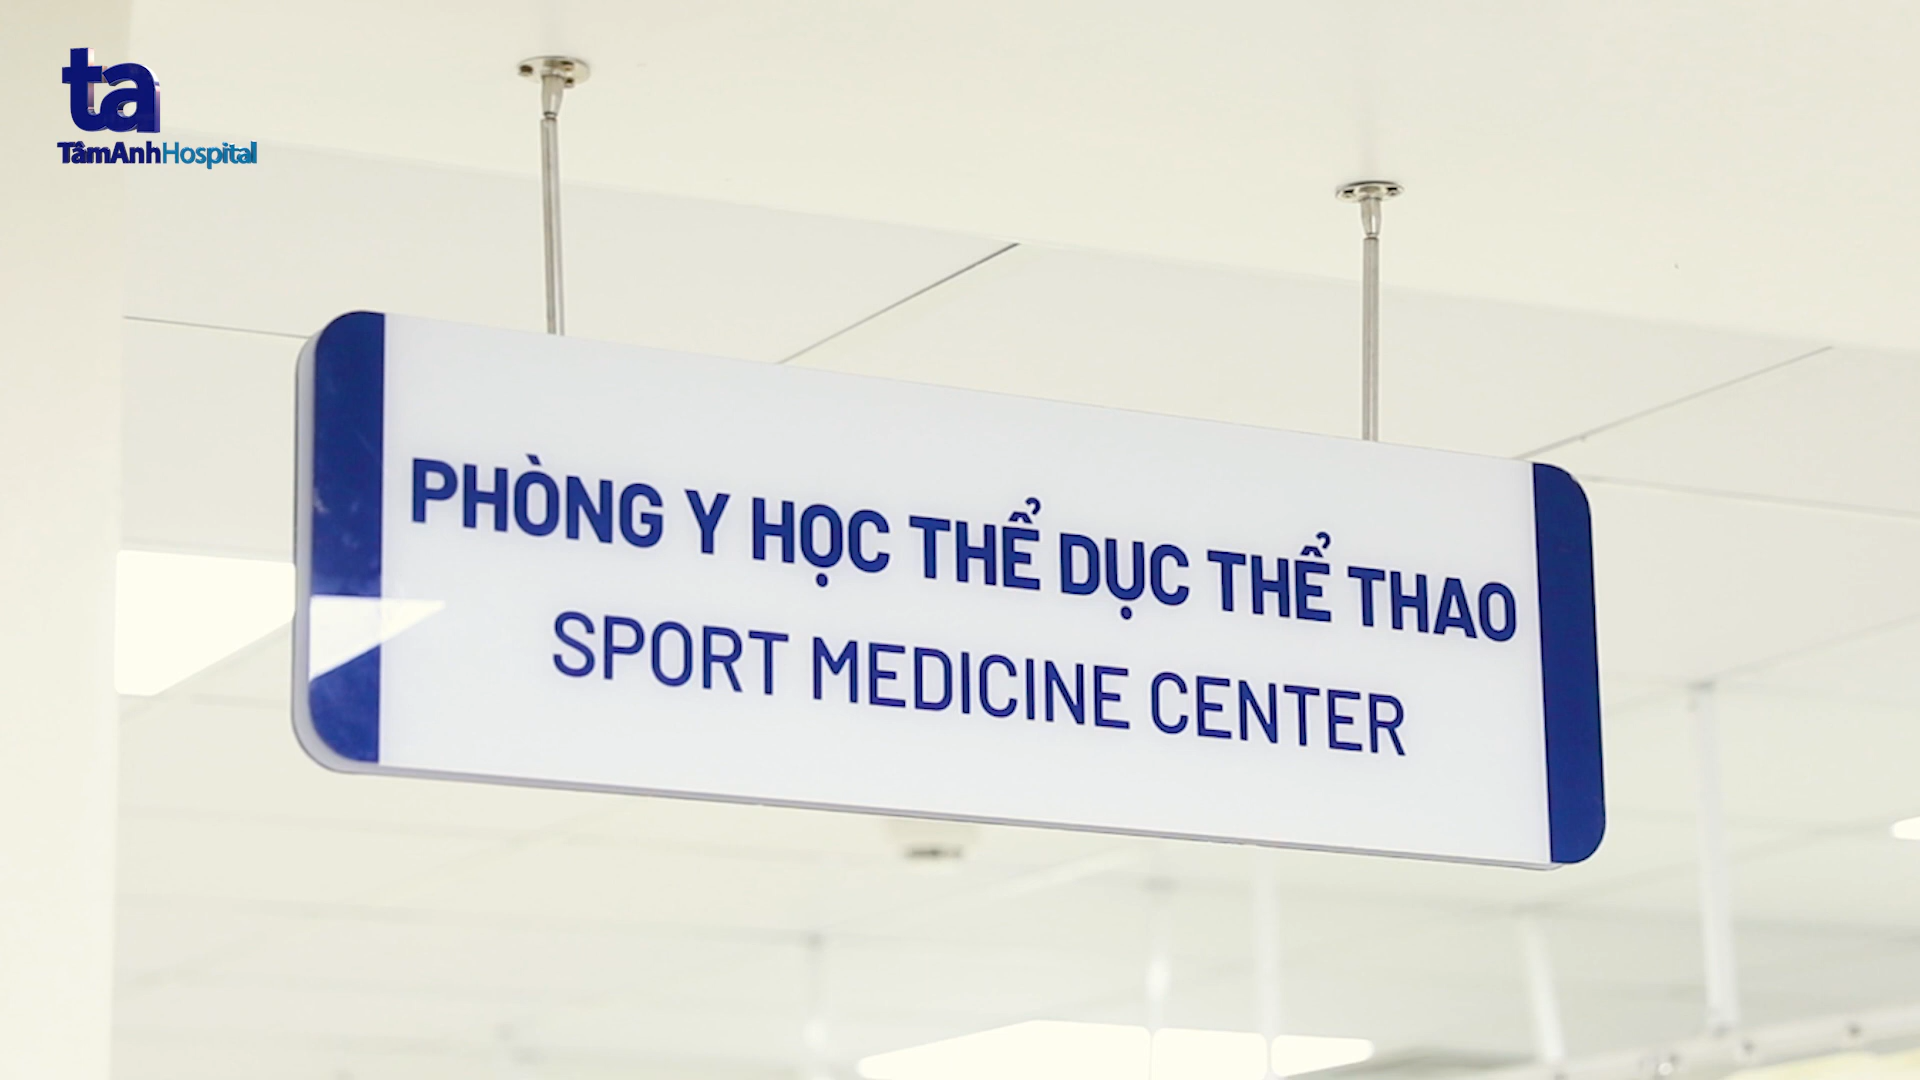 ta
TâmAnhHospital
PHÒNG Y HỌC THỂ DỤC THỂ THAO
SPORT MEDICINE CENTER